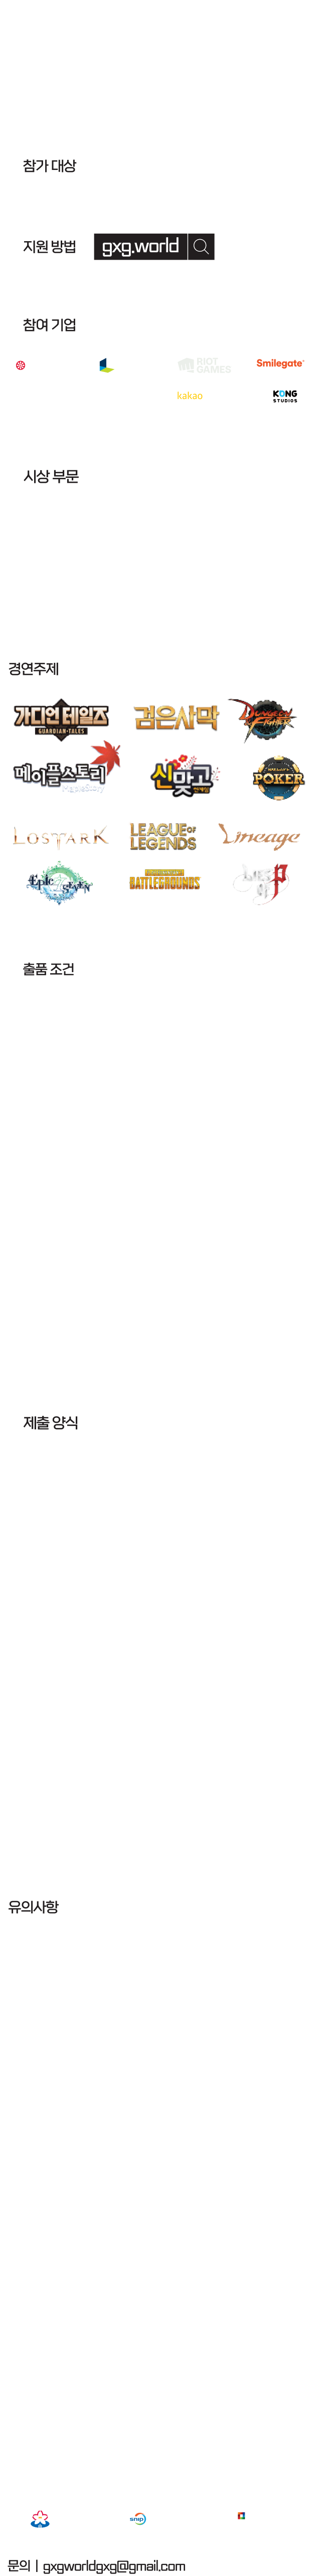 참가 대상
지원 방법 gxg.world
참여 기업
RIOT GAMES
Smilegate
kakao
KONG STUDIOS
시상 부문
경연주제
가디언 테일즈
GUARDIAN TALES
검은사막
DUNGEON FIGHTER
메이플스토리
MapleStory
신맞고
POKER
LOSTARK
LEAGUE OF LEGENDS
Lineage
Epic Seven
BATTLEGROUNDS
LIES OF P
출품 조건
제출 양식
유의사항
snip
문의 | gxgworldgxg@gmail.com